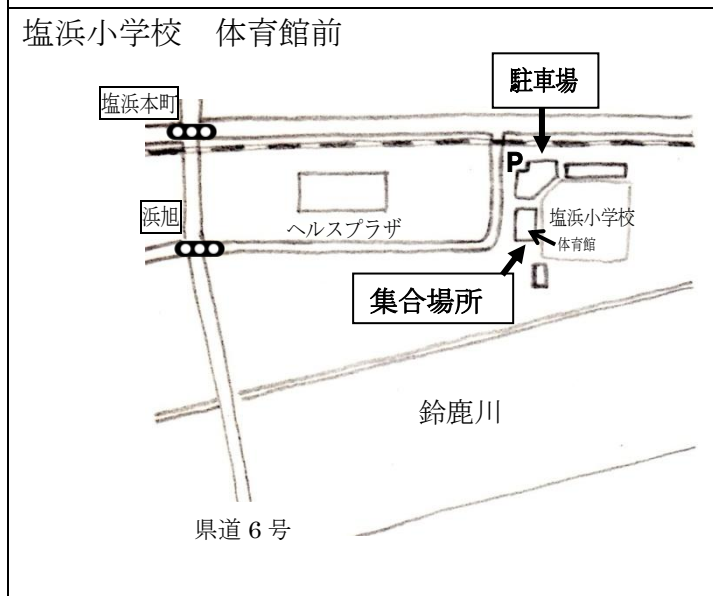 塩浜小学校　体育館前
駐車場
塩浜本町
P
浜旭
塩浜小学校
ヘルスプラザ
体育館
集合場所
鈴鹿川
県道 6 号